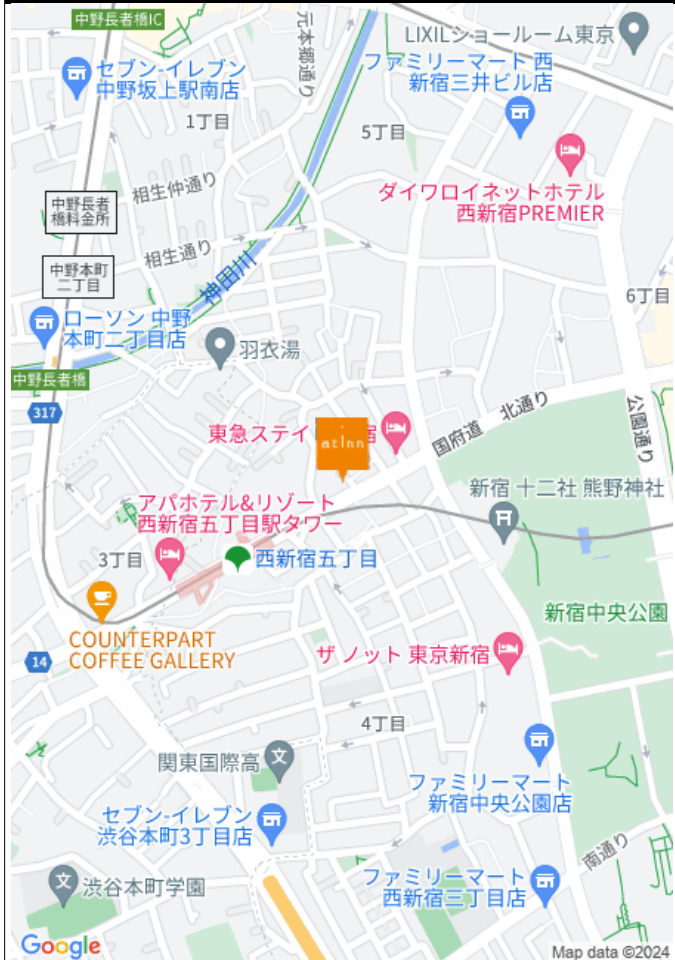 中野長者橋IC
元本郷通り
LIXILショールーム東京
セブン-イレブン
中野坂上駅南店
ファミリーマート 西
新宿三井ビル店
1丁目
5丁目
ダイワロイネットホテル
西新宿PREMIER
相生仲通り
中野長者
橋料金所
相生通り
神田川
中野本町
二丁目
6丁目
ローソン 中野
本町二丁目店
羽衣湯
中野長者橋
317
北通り
公園通り
国府道
東急ステイ
宿
at inn
新宿 十二社 熊野神社
アパホテル&リゾート
西新宿五丁目駅タワー
3丁目
西新宿五丁目
新宿中央公園
COUNTERPART
COFFEE GALLERY
14
ザ ノット 東京新宿
4丁目
関東国際高
文
ファミリーマート
新宿中央公園店
セブン-イレブン
渋谷本町3丁目店
南通り
文
渋谷本町学園
ファミリーマート
西新宿三丁目店
Google
Map data ©2024